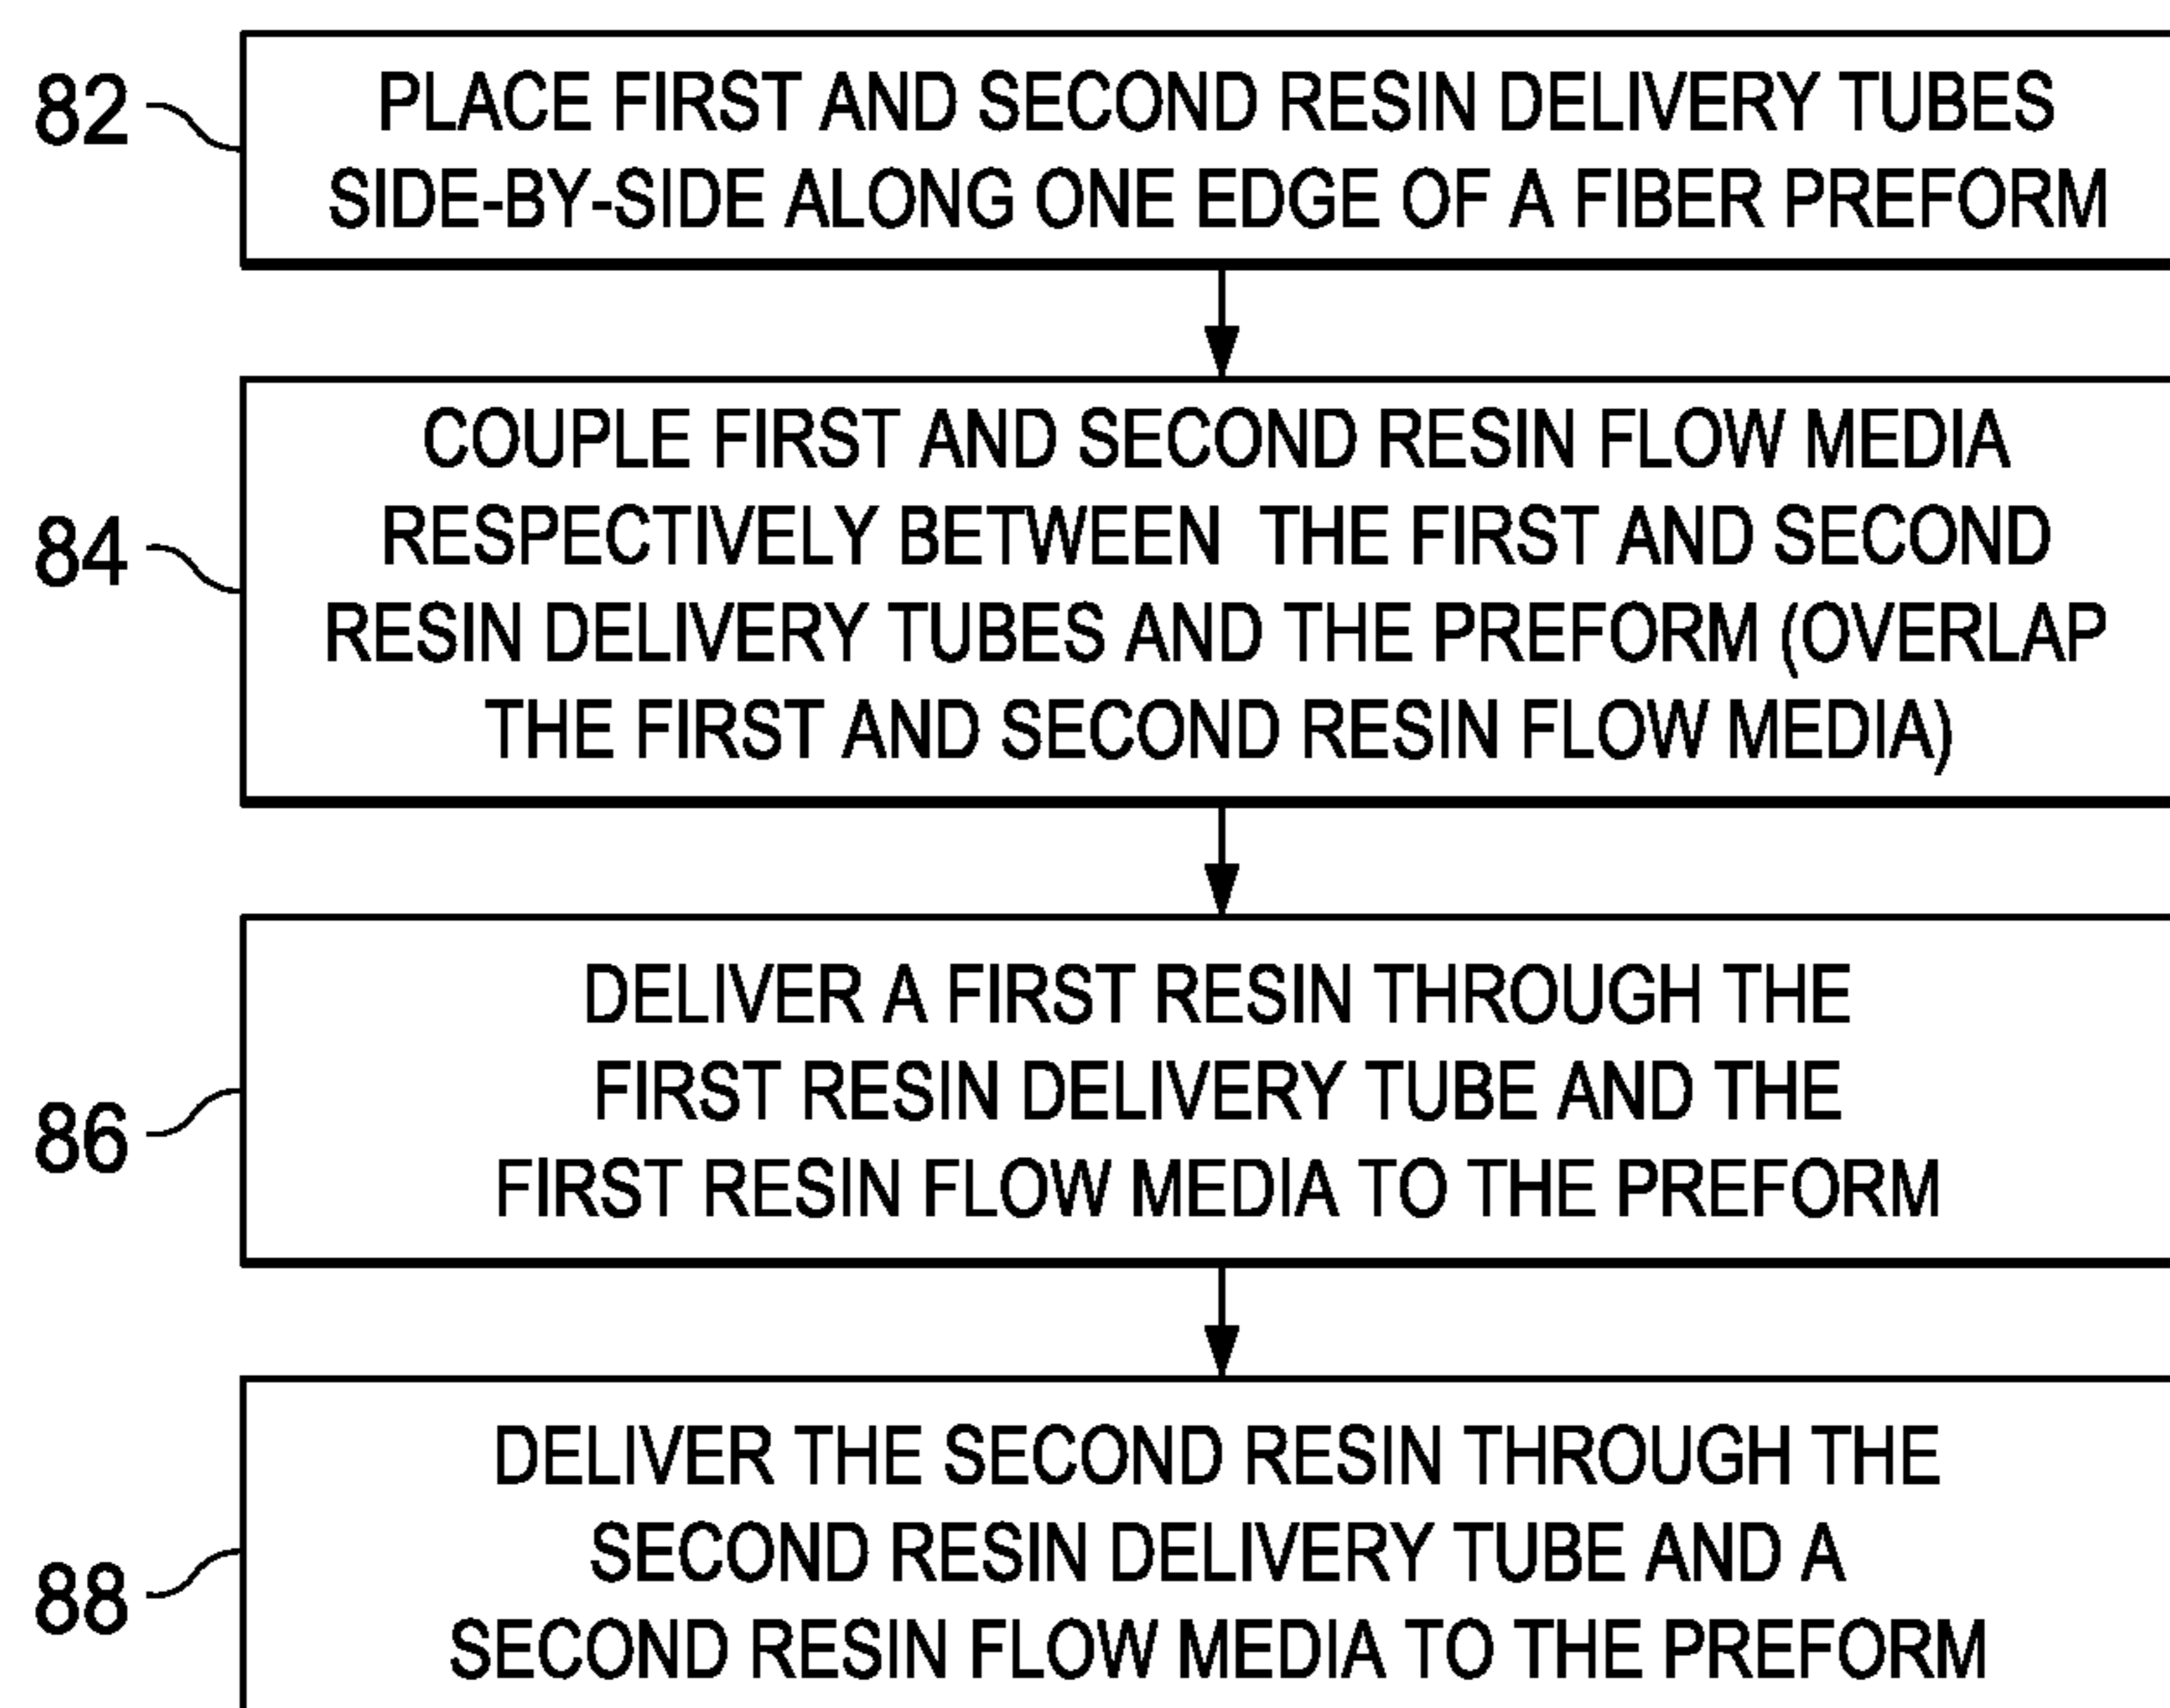 82
PLACE FIRST AND SECOND RESIN DELIVERY TUBES
SIDE-BY-SIDE ALONG ONE EDGE OF A FIBER PREFORM
84
COUPLE FIRST AND SECOND RESIN FLOW MEDIA
RESPECTIVELY BETWEEN THE FIRST AND SECOND
RESIN DELIVERY TUBES AND THE PREFORM (OVERLAP
THE FIRST AND SECOND RESIN FLOW MEDIA)
86
DELIVER A FIRST RESIN THROUGH THE
FIRST RESIN DELIVERY TUBE AND THE
FIRST RESIN FLOW MEDIA TO THE PREFORM
88
DELIVER THE SECOND RESIN THROUGH THE
SECOND RESIN DELIVERY TUBE AND A
SECOND RESIN FLOW MEDIA TO THE PREFORM